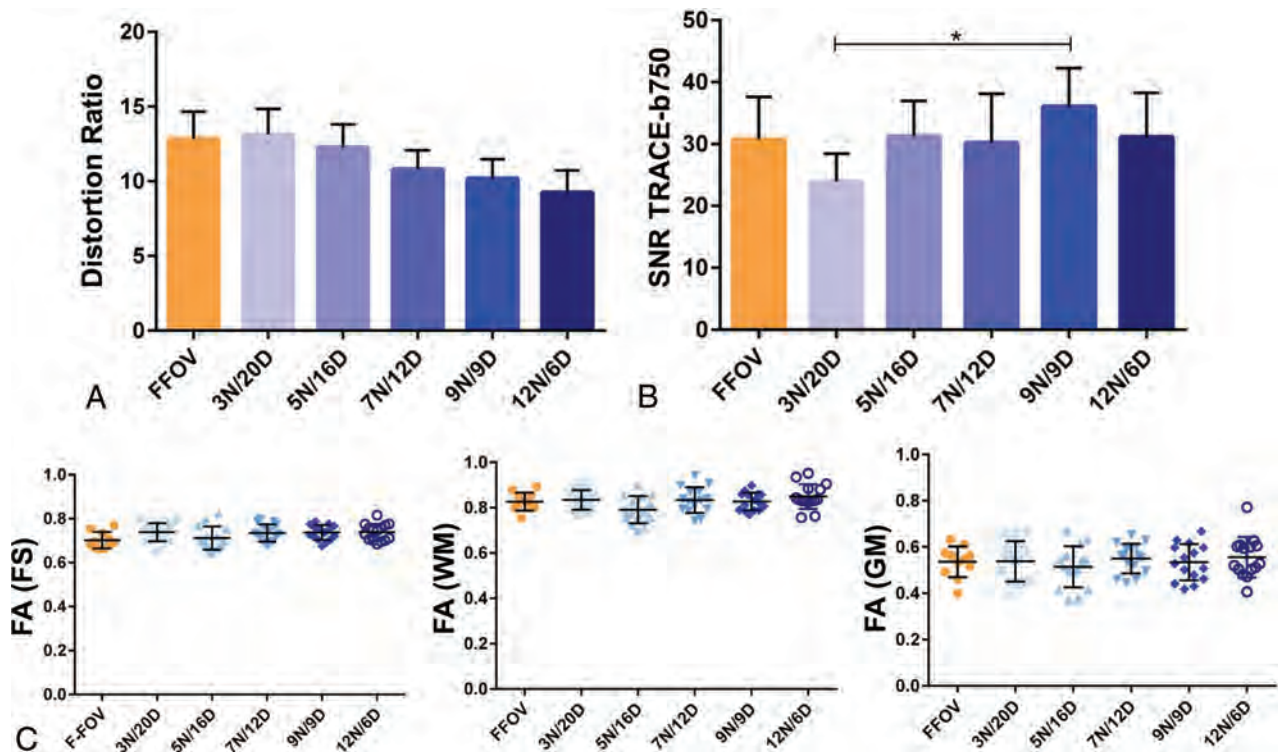 20
15
10
5
0
Distortion Ratio
FFOV
3N/20D
5N/16D
7N/12D
9N/9D
12N/6D
A
50
40
30
20
10
0
SNR TRACE-b750
*
FFOV
3N/20D
5N/16D
7N/12D
9N/9D
12N/6D
B
1.0
0.8
0.6
0.4
0.2
0.0
FA (FS)
F-FOV
3N/20D
5N/16D
7N/12D
9N/9D
12N/6D
1.0
0.8
0.6
0.4
0.2
0.0
FA (WM)
FFOV
3N/20D
5N/16D
7N/12D
9N/9D
12N/6D
1.0
0.8
0.6
0.4
0.2
0.0
FA (GM)
FFOV
3N/20D
5N/16D
7N/12D
9N/9D
12N/6D
C